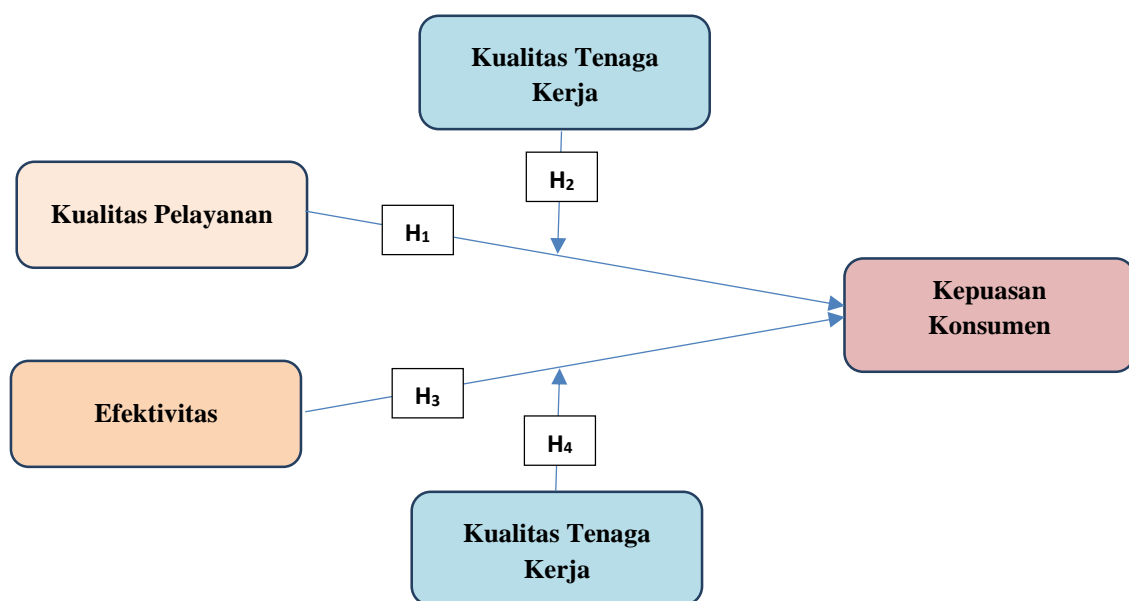 Kualitas Tenaga
Kerja
H₂
Kualitas Pelayanan
H₁
Kepuasan
Konsumen
Efektivitas
H₃
H₄
Kualitas Tenaga
Kerja